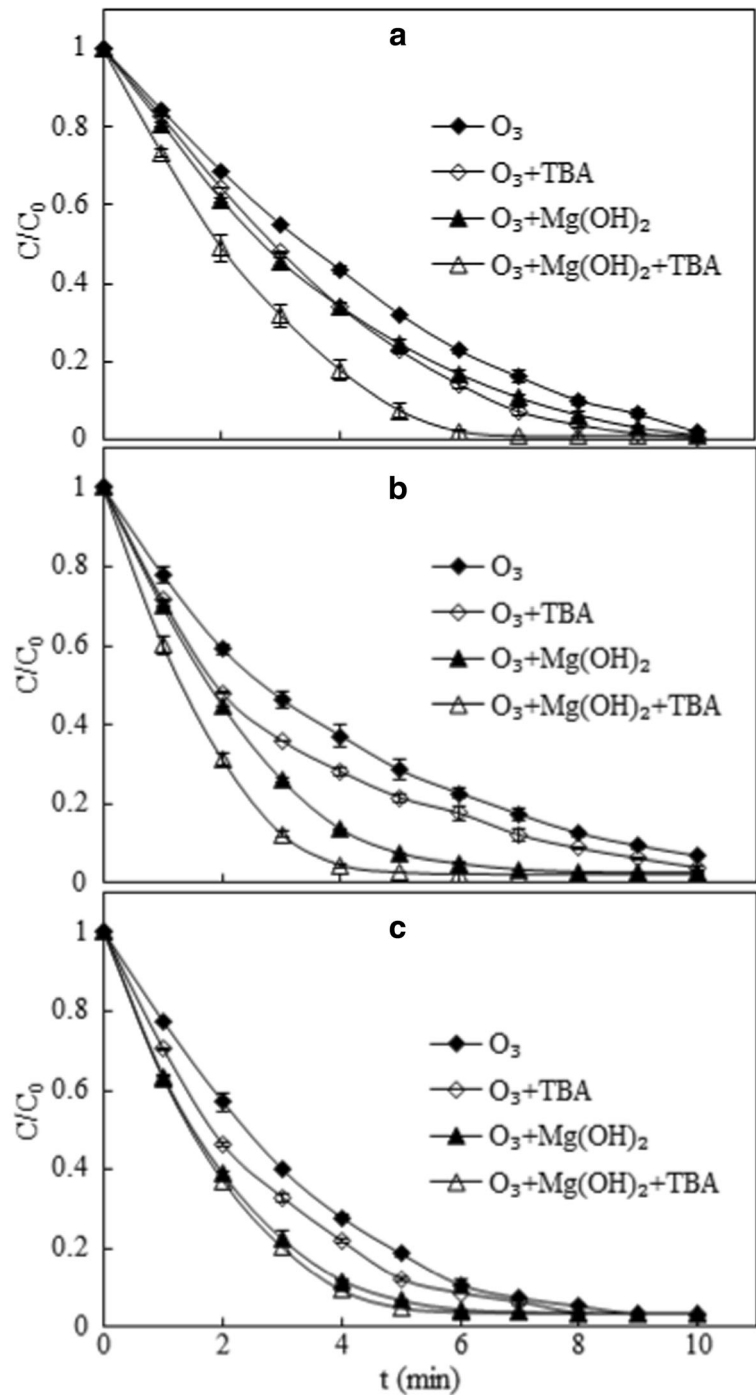 a
1
0.8
0.6
0.4
0.2
0
C/C₀
O₃
O₃+TBA
O₃+Mg(OH)₂
O₃+Mg(OH)₂+TBA
b
1
0.8
0.6
0.4
0.2
0
C/C₀
O₃
O₃+TBA
O₃+Mg(OH)₂
O₃+Mg(OH)₂+TBA
c
1
0.8
0.6
0.4
0.2
0
C/C₀
O₃
O₃+TBA
O₃+Mg(OH)₂
O₃+Mg(OH)₂+TBA
0 2 4 6 8 10
t (min)